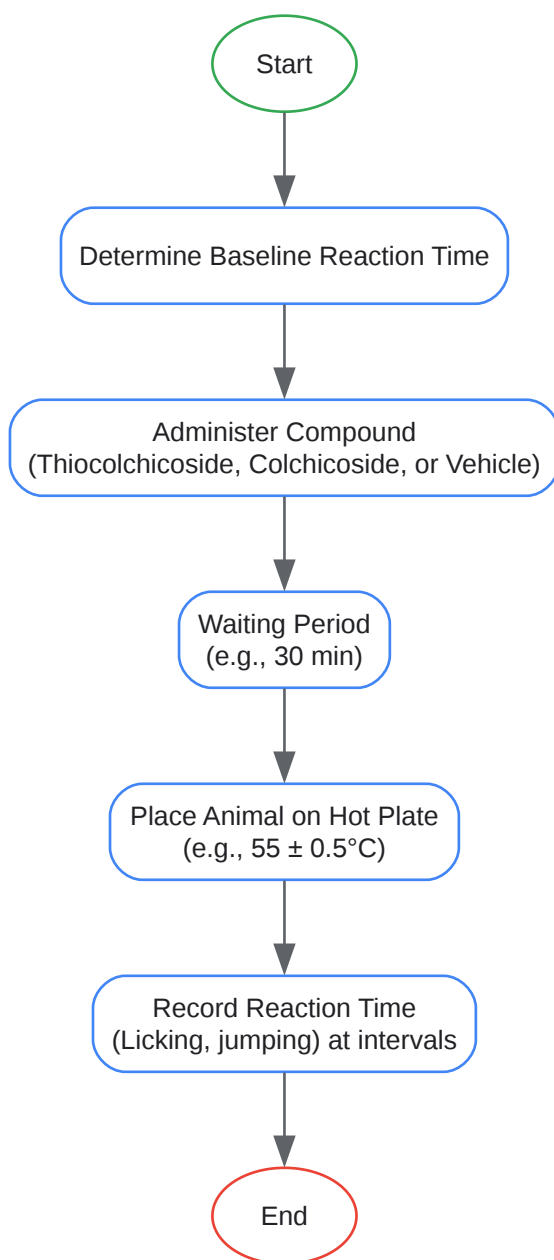 Start
Determine Baseline Reaction Time
Administer Compound
(Thiocolchicoside, Colchicoside, or Vehicle)
Waiting Period
(e.g., 30 min)
Place Animal on Hot Plate
(e.g., 55 ± 0.5°C)
Record Reaction Time
(Licking, jumping) at intervals
End